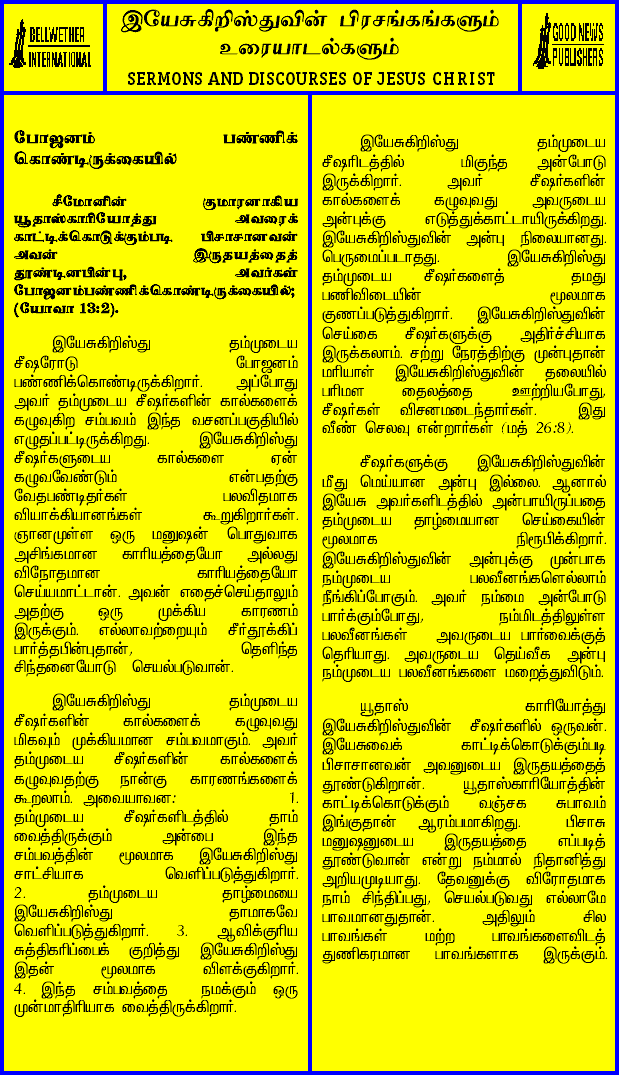 BELLWETHER
INTERNATIONAL
இயேசுகிறிஸ்துவின் பிரசங்கங்களும்
உரையாடல்களும்
SERMONS AND DISCOURSES OF JESUS CHRIST
GOOD NEWS
PUBLISHERS
போஜனம் பண்ணிக்
கொண்டிருக்கையில்
சீமோனின் குமாரனாகிய
யூதாஸ்காரியோத்து அவரைக்
காட்டிக்கொடுக்கும்படி பிசாசானவன்
அவன் இருதயத்தைத்
தூண்டினபின்பு, அவர்கள்
போஜனம்பண்ணிக்கொண்டிருக்கையில்;
(யோவா 13:2).
இயேசுகிறிஸ்து தம்முடைய
சீஷரோடு போஜனம்
பண்ணிக்கொண்டிருக்கிறார். அப்போது
அவர் தம்முடைய சீஷர்களின் கால்களைக்
கழுவுகிற சம்பவம் இந்த வசனப்பகுதியில்
எழுதப்பட்டிருக்கிறது. இயேசுகிறிஸ்து
சீஷர்களுடைய கால்களை ஏன்
கழுவவேண்டும் என்பதற்கு
வேதபண்டிதர்கள் பலவிதமாக
வியாக்கியானங்கள் கூறுகிறார்கள்.
ஞானமுள்ள ஒரு மனுஷன் பொதுவாக
அசிங்கமான காரியத்தையோ அல்லது
விநோதமான காரியத்தையோ
செய்யமாட்டான். அவன் எதைச்செய்தாலும்
அதற்கு ஒரு முக்கிய காரணம்
இருக்கும். எல்லாவற்றையும் சீர்தூக்கிப்
பார்த்தபின்புதான், தெளிந்த
சிந்தனையோடு செயல்படுவான்.
இயேசுகிறிஸ்து தம்முடைய
சீஷர்களின் கால்களைக் கழுவுவது
மிகவும் முக்கியமான சம்பவமாகும். அவர்
தம்முடைய சீஷர்களின் கால்களைக்
கழுவுவதற்கு நான்கு காரணங்களைக்
கூறலாம். அவையாவன: 1.
தம்முடைய சீஷர்களிடத்தில் தாம்
வைத்திருக்கும் அன்பை இந்த
சம்பவத்தின் மூலமாக இயேசுகிறிஸ்து
சாட்சியாக வெளிப்படுத்துகிறார்.
2. தம்முடைய தாழ்மையை
இயேசுகிறிஸ்து தாமாகவே
வெளிப்படுத்துகிறார். 3. ஆவிக்குரிய
சுத்திகரிப்பைக் குறித்து இயேசுகிறிஸ்து
இதன் மூலமாக விளக்குகிறார்.
4. இந்த சம்பவத்தை நமக்கும் ஒரு
முன்மாதிரியாக வைத்திருக்கிறார்.
இயேசுகிறிஸ்து தம்முடைய
சீஷரிடத்தில் மிகுந்த அன்போடு
இருக்கிறார். அவர் சீஷர்களின்
கால்களைக் கழுவுவது அவருடைய
அன்புக்கு எடுத்துக்காட்டாயிருக்கிறது.
இயேசுகிறிஸ்துவின் அன்பு நிலையானது.
பெருமைப்படாதது. இயேசுகிறிஸ்து
தம்முடைய சீஷர்களைத் தமது
பணிவிடையின் மூலமாக
குணப்படுத்துகிறார். இயேசுகிறிஸ்துவின்
செய்கை சீஷர்களுக்கு அதிர்ச்சியாக
இருக்கலாம். சற்று நேரத்திற்கு முன்புதான்
மரியாள் இயேசுகிறிஸ்துவின் தலையில்
பரிமள தைலத்தை ஊற்றியபோது,
சீஷர்கள் விசனமடைந்தார்கள். இது
வீண் செலவு என்றார்கள் (மத் 26:8).
சீஷர்களுக்கு இயேசுகிறிஸ்துவின்
மீது மெய்யான அன்பு இல்லை. ஆனால்
இயேசு அவர்களிடத்தில் அன்பாயிருப்பதை
தம்முடைய தாழ்மையான செய்கையின்
மூலமாக நிரூபிக்கிறார்.
இயேசுகிறிஸ்துவின் அன்புக்கு முன்பாக
நம்முடைய பலவீனங்களெல்லாம்
நீங்கிப்போகும். அவர் நம்மை அன்போடு
பார்க்கும்போது, நம்மிடத்திலுள்ள
பலவீனங்கள் அவருடைய பார்வைக்குத்
தெரியாது. அவருடைய தெய்வீக அன்பு
நம்முடைய பலவீனங்களை மறைத்துவிடும்.
யூதாஸ் காரியோத்து
இயேசுகிறிஸ்துவின் சீஷர்களில் ஒருவன்.
இயேசுவைக் காட்டிக்கொடுக்கும்படி
பிசாசானவன் அவனுடைய இருதயத்தைத்
தூண்டுகிறான். யூதாஸ்காரியோத்தின்
காட்டிக்கொடுக்கும் வஞ்சக சுபாவம்
இங்குதான் ஆரம்பமாகிறது. பிசாசு
மனுஷனுடைய இருதயத்தை எப்படித்
தூண்டுவான் என்று நம்மால் நிதானித்து
அறியமுடியாது. தேவனுக்கு விரோதமாக
நாம் சிந்திப்பது, செயல்படுவது எல்லாமே
பாவமானதுதான். அதிலும் சில
பாவங்கள் மற்ற பாவங்களைவிடத்
துணிகரமான பாவங்களாக இருக்கும்.